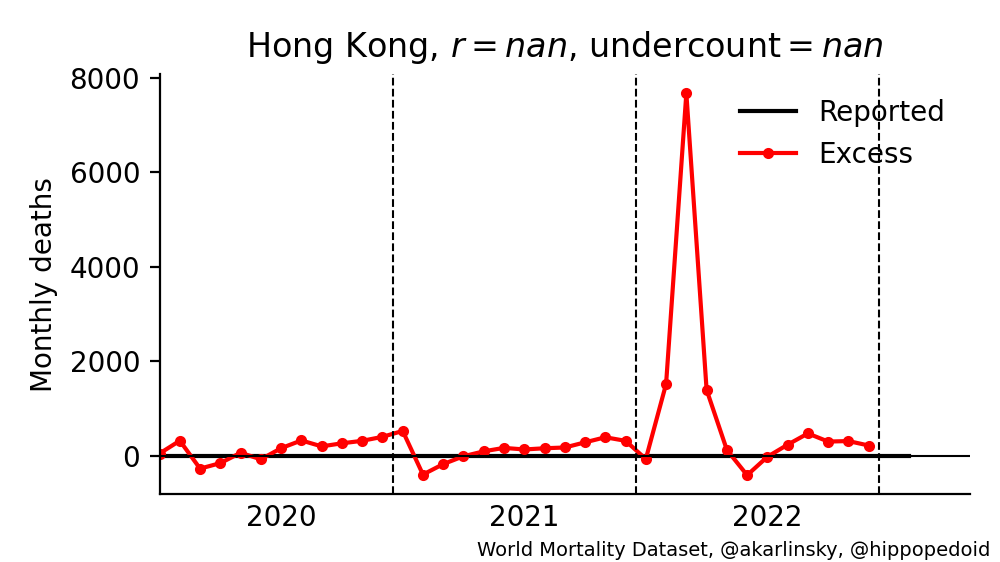 Hong Kong, r = nan, undercount = nan
8000
6000
4000
2000
0
Monthly deaths
Reported
Excess
2020 2021 2022
World Mortality Dataset, @akarlinsky, @hippopedoid